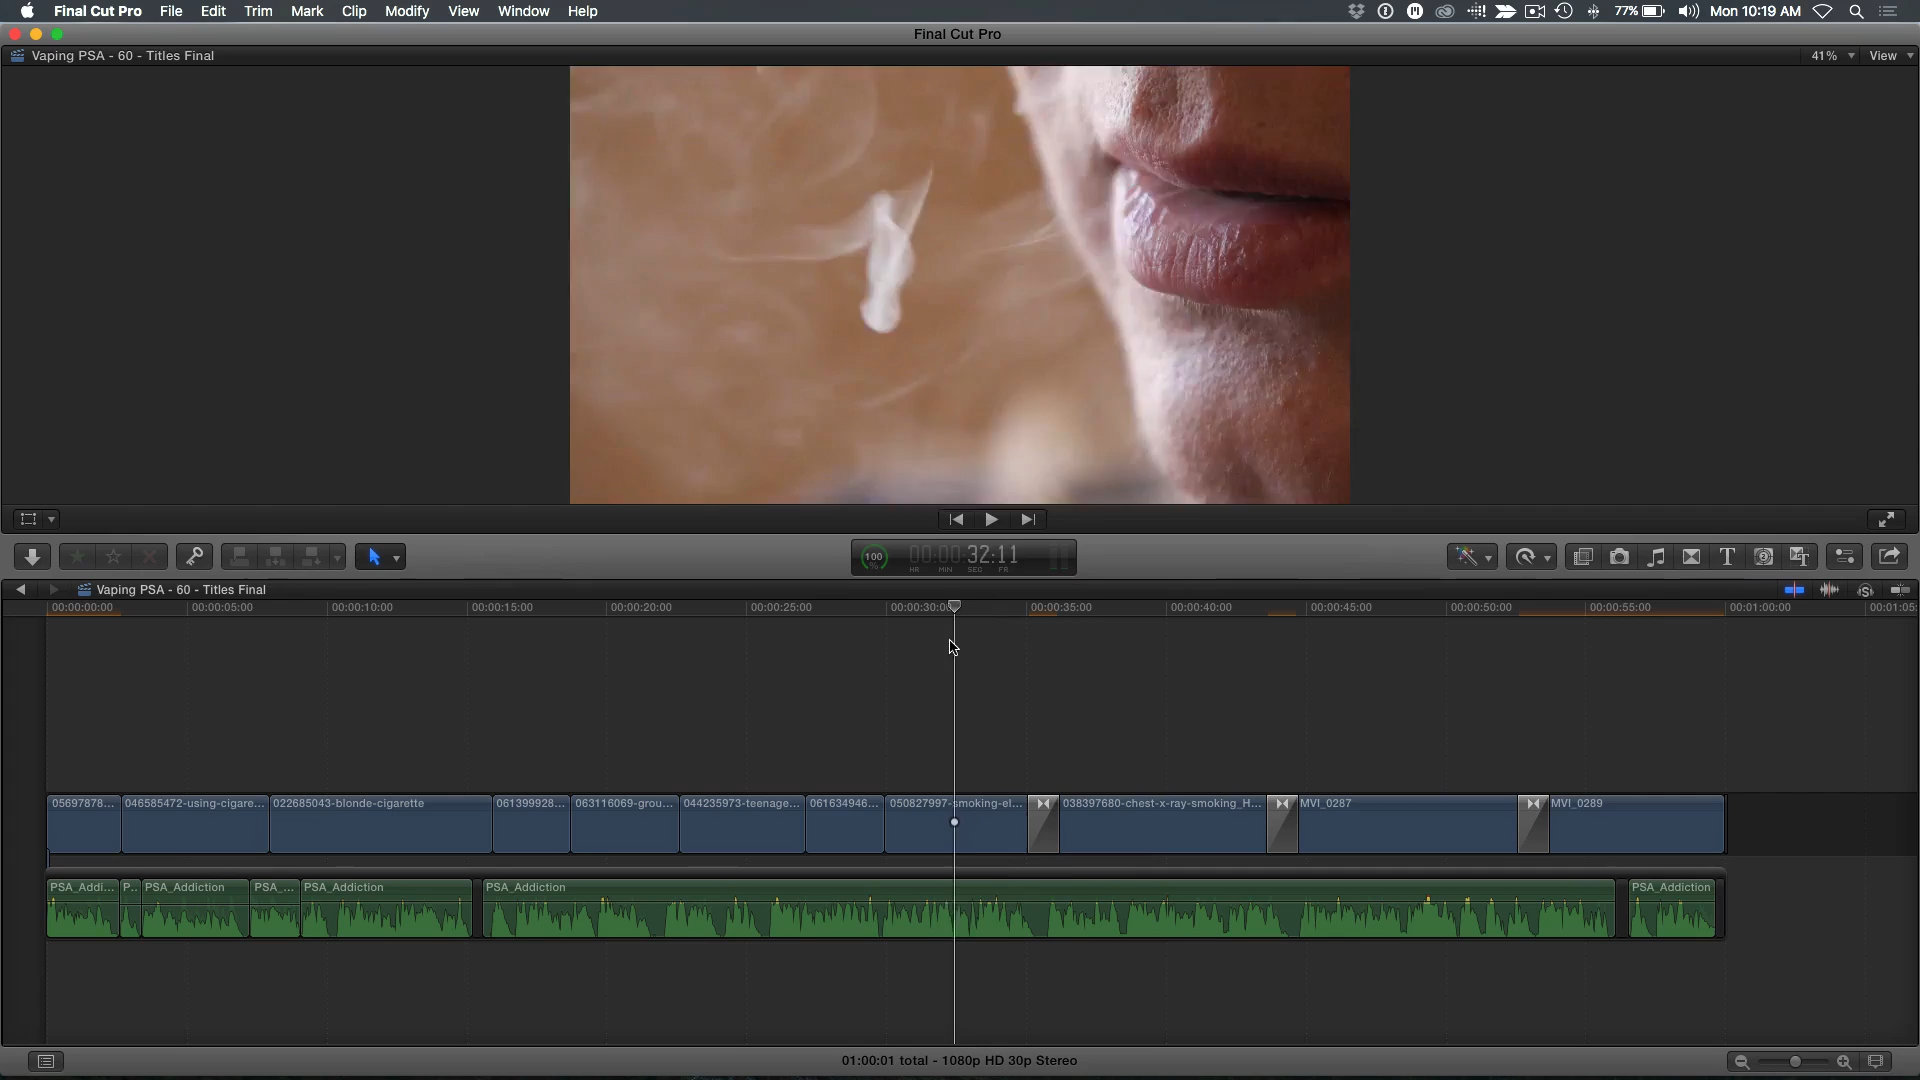 Final Cut Pro File Edit Trim Mark Clip Modify View Window Help 77% Mon 10:19 AM
Final Cut Pro
Vaping PSA - 60 - Titles Final 41% View
100 % 00:00:32:11
HR MIN SEC FR
Vaping PSA - 60 - Titles Final
00:00:00:00 00:00:05:00 00:00:10:00 00:00:15:00 00:00:20:00 00:00:25:00 00:00:30:0 00:00:35:00 00:00:40:00 00:00:45:00 00:00:50:00 00:00:55:00 00:01:00:00 00:01:05:
05697878... 046585472-using-cigare... 022685043-blonde-cigarette 061399928... 063116069-grou... 044235973-teenage... 061634946... 050827997-smoking-el... 038397680-chest-x-ray-smoking_H... MVI_0287 MVI_0289
PSA_Addi... P.. PSA_Addiction PSA_... PSA_Addiction PSA_Addiction PSA_Addiction
01:00:01 total - 1080p HD 30p Stereo